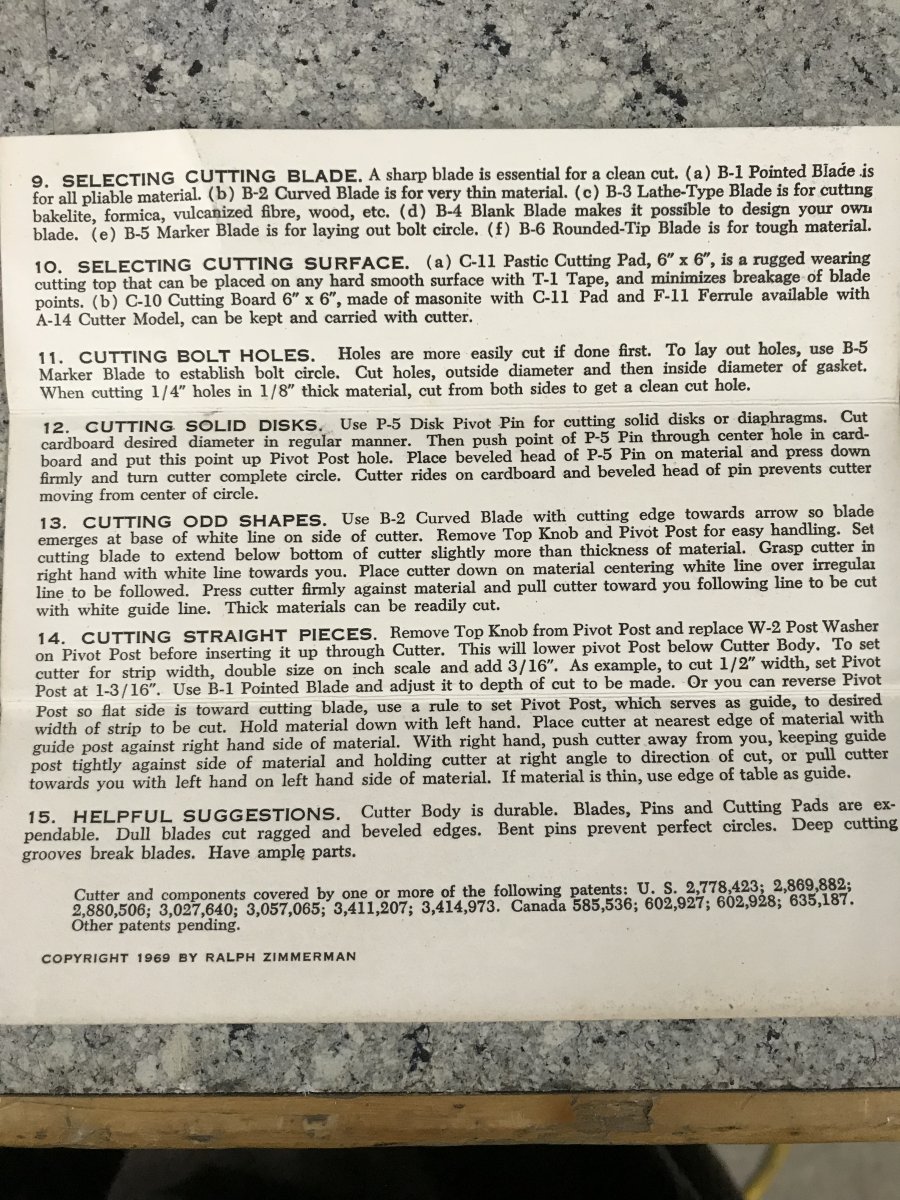 9. SELECTING CUTTING BLADE. A sharp blade is essential for a clean cut. (a) B-1 Pointed Blade is
for all pliable material. (b) B-2 Curved Blade is for very thin material. (c) B-3 Lathe-Type Blade is for cutting
bakelite, formica, vulcanized fibre, wood, etc. (d) B-4 Blank Blade makes it possible to design your own
blade. (e) B-5 Marker Blade is for laying out bolt circle. (f) B-6 Rounded-Tip Blade is for tough material.
10. SELECTING CUTTING SURFACE. (a) C-11 Pastic Cutting Pad, 6" x 6", is a rugged wearing
cutting top that can be placed on any hard smooth surface with T-1 Tape, and minimizes breakage of blade
points. (b) C-10 Cutting Board 6" x 6", made of masonite with C-11 Pad and F-11 Ferrule available with
A-14 Cutter Model, can be kept and carried with cutter.
11. CUTTING BOLT HOLES. Holes are more easily cut if done first. To lay out holes, use B-5
Marker Blade to establish bolt circle. Cut holes, outside diameter and then inside diameter of gasket.
When cutting 1/4" holes in 1/8" thick material, cut from both sides to get a clean cut hole.
12. CUTTING SOLID DISKS. Use P-5 Disk Pivot Pin for cutting solid disks or diaphragms. Cut
cardboard desired diameter in regular manner. Then push point of P-5 Pin through center hole in card-
board and put this point up Pivot Post hole. Place beveled head of P-5 Pin on material and press down
firmly and turn cutter complete circle. Cutter rides on cardboard and beveled head of pin prevents cutter
moving from center of circle.
13. CUTTING ODD SHAPES. Use B-2 Curved Blade with cutting edge towards arrow so blade
emerges at base of white line on side of cutter. Remove Top Knob and Pivot Post for easy handling. Set
cutting blade to extend below bottom of cutter slightly more than thickness of material. Grasp cutter in
right hand with white line towards you. Place cutter down on material centering white line over irregular
line to be followed. Press cutter firmly against material and pull cutter toward you following line to be cut
with white guide line. Thick materials can be readily cut.
14. CUTTING STRAIGHT PIECES. Remove Top Knob from Pivot Post and replace W-2 Post Washer
on Pivot Post before inserting it up through Cutter. This will lower pivot Post below Cutter Body. To set
cutter for strip width, double size on inch scale and add 3/16". As example, to cut 1/2" width, set Pivot
Post at 1-3/16". Use B-1 Pointed Blade and adjust it to depth of cut to be made. Or you can reverse Pivot
Post so flat side is toward cutting blade, use a rule to set Pivot Post, which serves as guide, to desired
width of strip to be cut. Hold material down with left hand. Place cutter at nearest edge of material with
guide post against right hand side of material. With right hand, push cutter away from you, keeping guide
post tightly against side of material and holding cutter at right angle to direction of cut, or pull cutter
towards you with left hand on left hand side of material. If material is thin, use edge of table as guide.
15. HELPFUL SUGGESTIONS. Cutter Body is durable. Blades, Pins and Cutting Pads are ex-
pendable. Dull blades cut ragged and beveled edges. Bent pins prevent perfect circles. Deep cutting
grooves break blades. Have ample parts.
Cutter and components covered by one or more of the following patents: U. S. 2,778,423; 2,869,882;
2,880,506; 3,027,640; 3,057,065; 3,411,207; 3,414,973. Canada 585,536; 602,927; 602,928; 635,187.
Other patents pending.
COPYRIGHT 1969 BY RALPH ZIMMERMAN